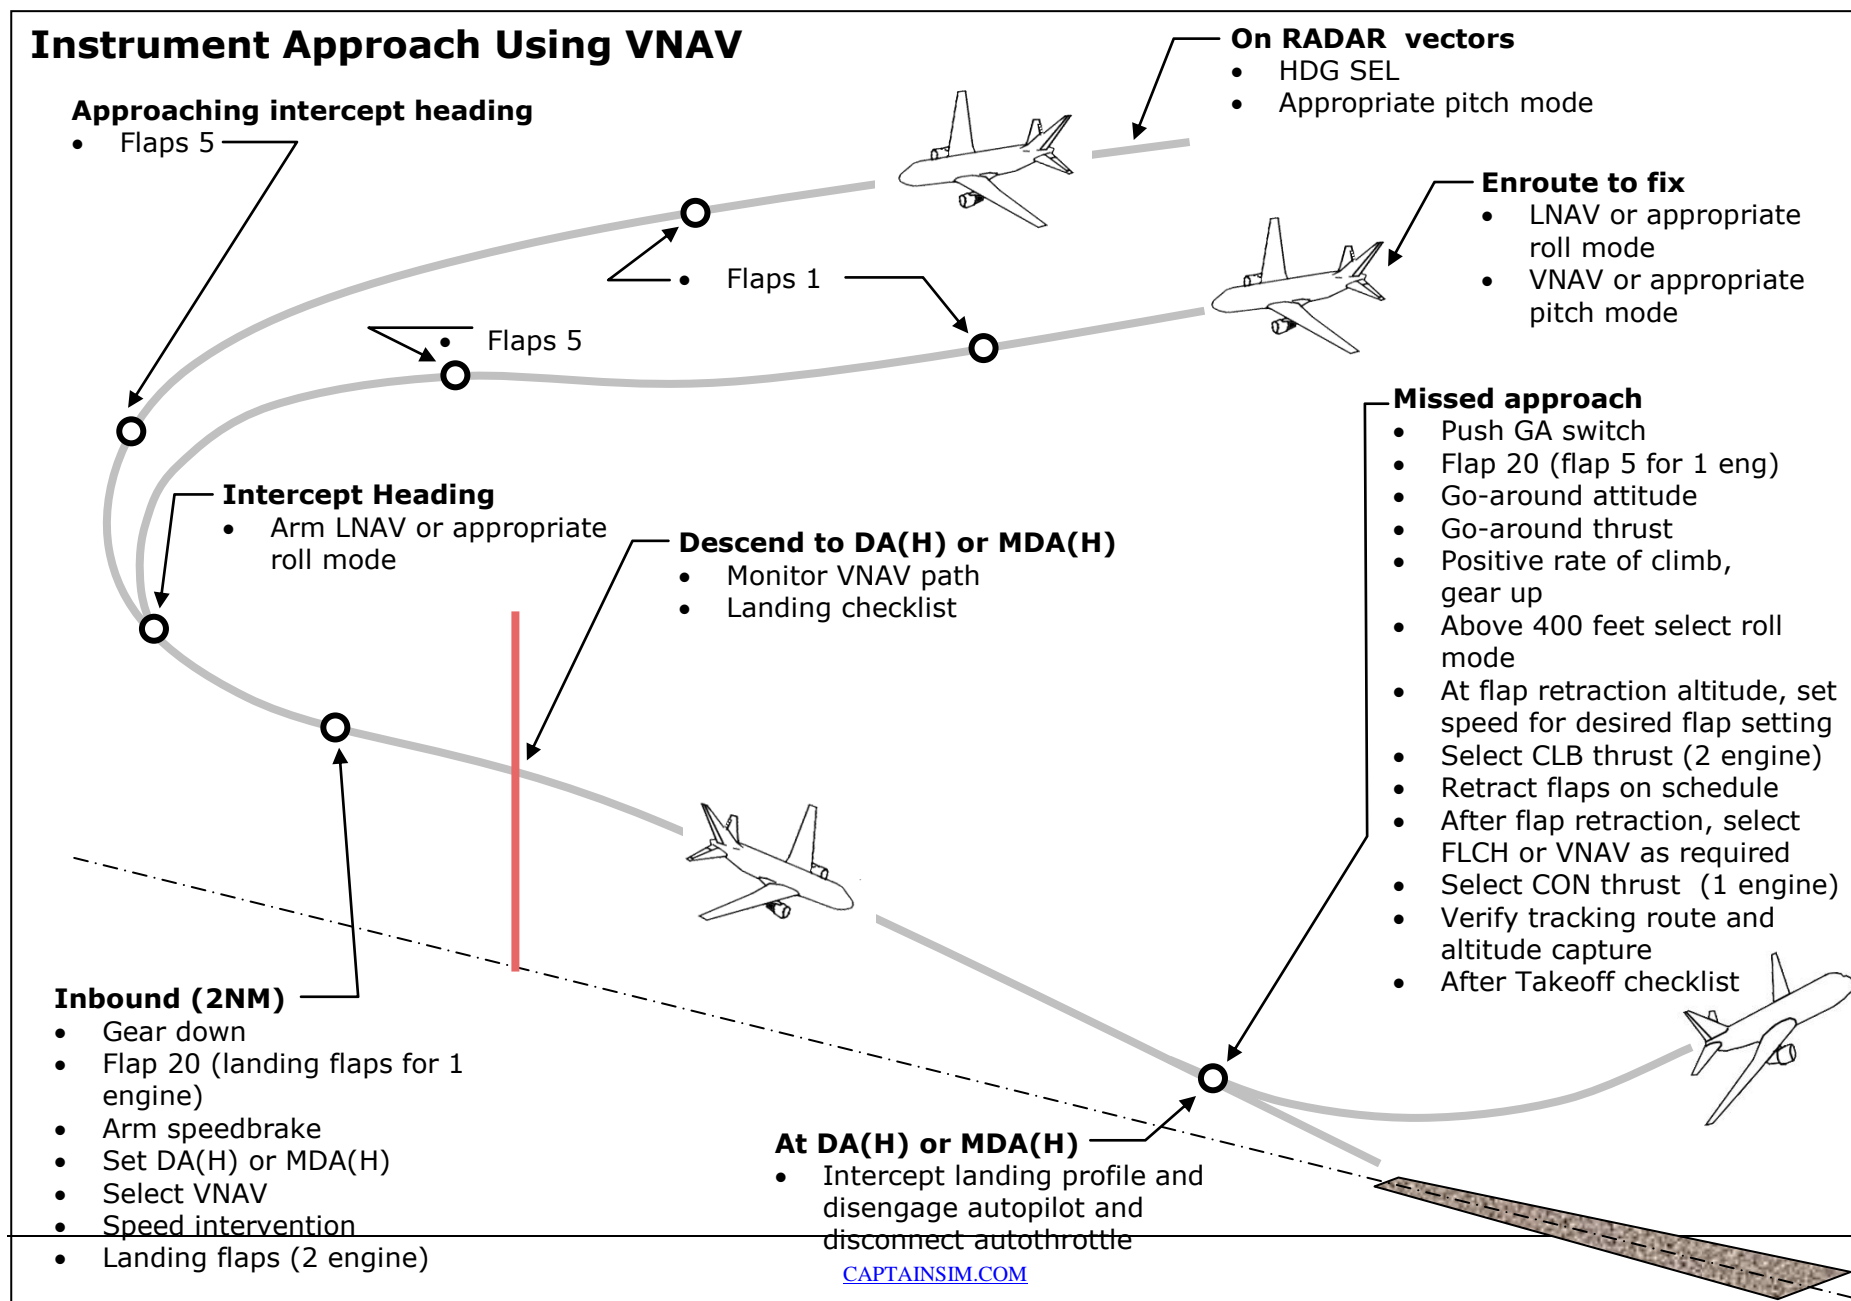 Instrument Approach Using VNAV
On RADAR  vectors
• HDG SEL
• Appropriate pitch mode
Approaching intercept heading
• Flaps 5
Enroute to fix
• LNAV or appropriate
roll mode
• VNAV or appropriate
pitch mode
• Flaps 1
• Flaps 5
Missed approach
• Push GA switch
• Flap 20 (flap 5 for 1 eng)
• Go-around attitude
• Go-around thrust
• Positive rate of climb,
gear up
• Above 400 feet select roll
mode
• At flap retraction altitude, set
speed for desired flap setting
• Select CLB thrust (2 engine)
• Retract flaps on schedule
• After flap retraction, select
FLCH or VNAV as required
• Select CON thrust  (1 engine)
• Verify tracking route and
altitude capture
• After Takeoff checklist
Intercept Heading
• Arm LNAV or appropriate
roll mode
Descend to DA(H) or MDA(H)
• Monitor VNAV path
• Landing checklist
Inbound (2NM)
• Gear down
• Flap 20 (landing flaps for 1
engine)
• Arm speedbrake
• Set DA(H) or MDA(H)
• Select VNAV
• Speed intervention
• Landing flaps (2 engine)
At DA(H) or MDA(H)
• Intercept landing profile and
disengage autopilot and
disconnect autothrottle
CAPTAINSIM.COM